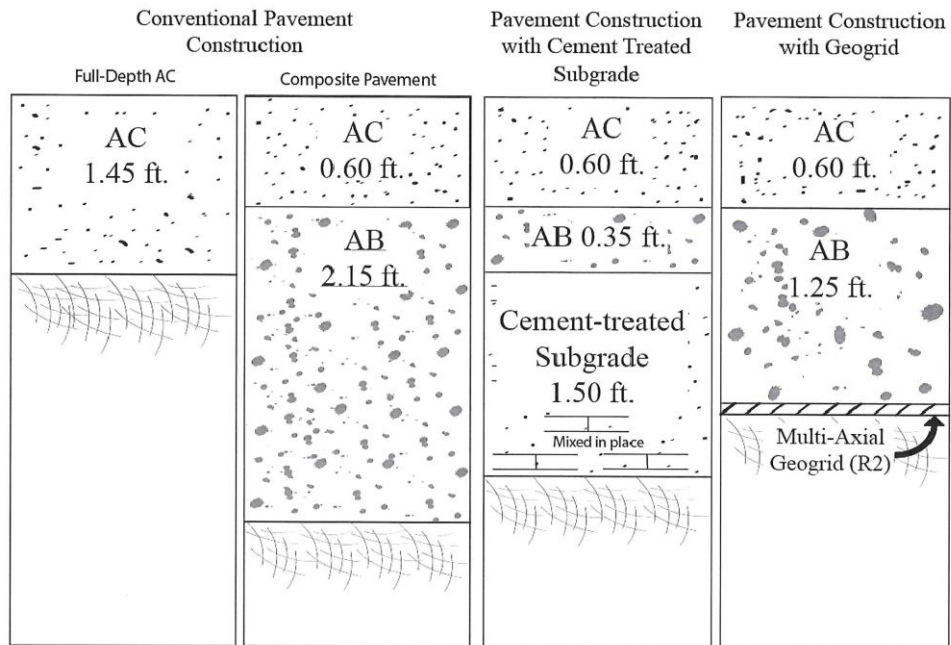 Conventional Pavement
Construction
Full-Depth AC
Composite Pavement
AC
1.45 ft.
AC
0.60 ft.
AB
2.15 ft.
Pavement Construction
with Cement Treated
Subgrade
AC
0.60 ft.
AB 0.35 ft.
Cement-treated
Subgrade
1.50 ft.
Mixed in place
Pavement Construction
with Geogrid
AC
0.60 ft.
AB
1.25 ft.
Multi-Axial
Geogrid (R2)